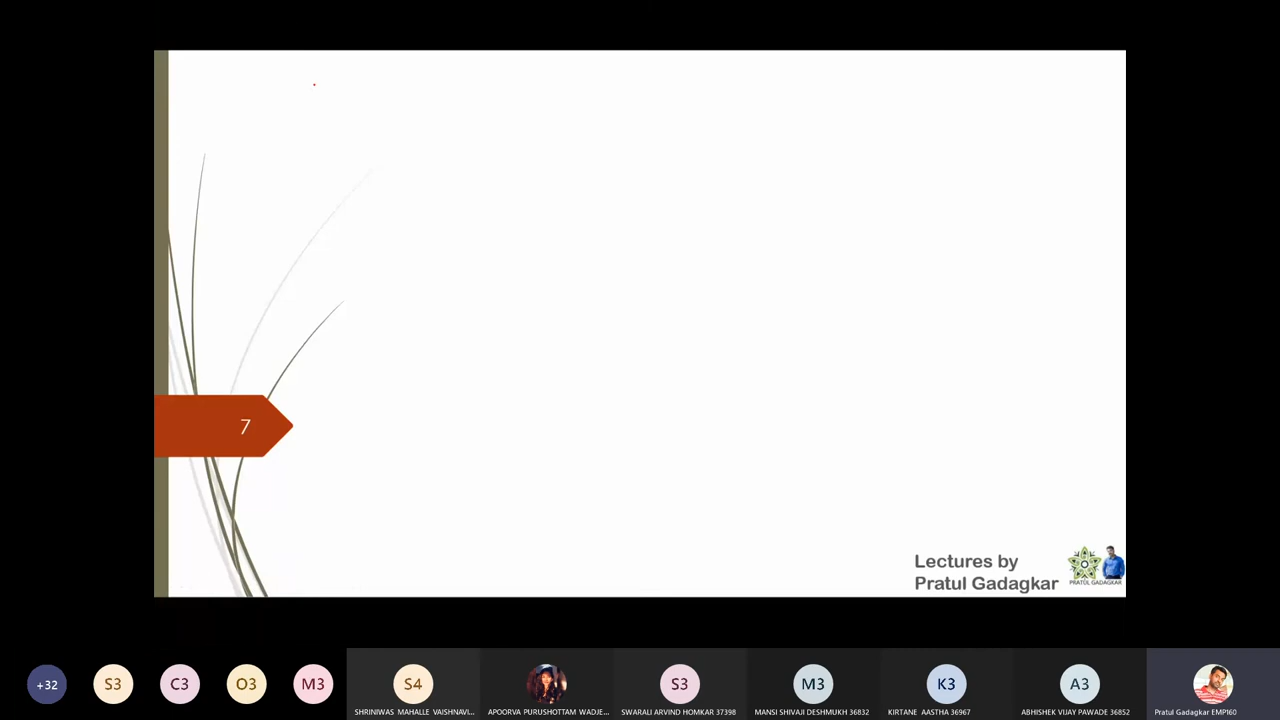 7
Lectures by
Pratul Gadagkar
PRATUL GADAGKAR
+32
S3
C3
O3
M3
S4
S3
M3
K3
A3
SHRINIWAS MAHALLE VAISHNAVI...
APOORVA PURUSHOTTAM WADJE...
SWARALI ARVIND HOMKAR 37398
MANSI SHIVAJI DESHMUKH 36832
KIRTANE AASTHA 36967
ABHISHEK VIJAY PAWADE 36852
Pratul Gadagkar EMP160